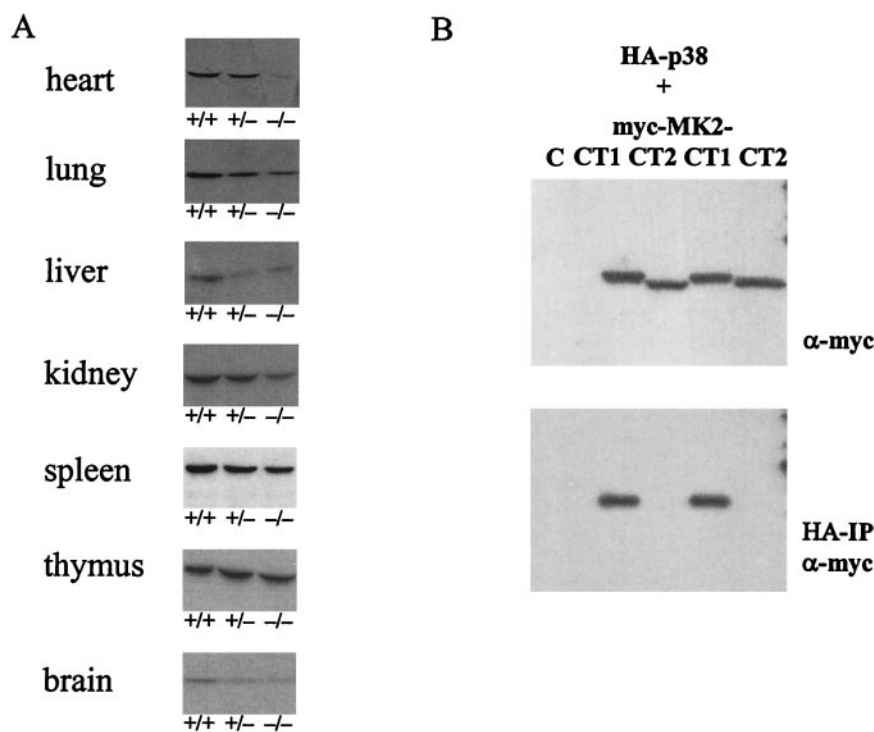 A
heart
+/+ +/– –/–
lung
+/+ +/– –/–
liver
+/+ +/– –/–
kidney
+/+ +/– –/–
spleen
+/+ +/– –/–
thymus
+/+ +/– –/–
brain
+/+ +/– –/–
B
HA-p38
+
myc-MK2-
C CT1 CT2 CT1 CT2
α-myc
HA-IP
α-myc